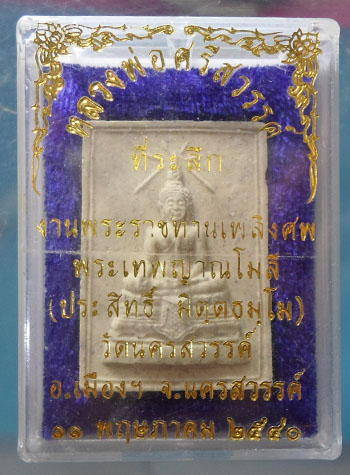 หลวงพ่อศรีสวรรค์
ที่ระลึก
งานพระราชทานเพลิงศพ
พระเทพญาณโมลี
(ประสิทธิ์ มิตฺตธมฺโม)
วัดนครสวรรค์
อ.เมืองฯ จ.นครสวรรค์
๑๑ พฤษภาคม ๒๕๔๐